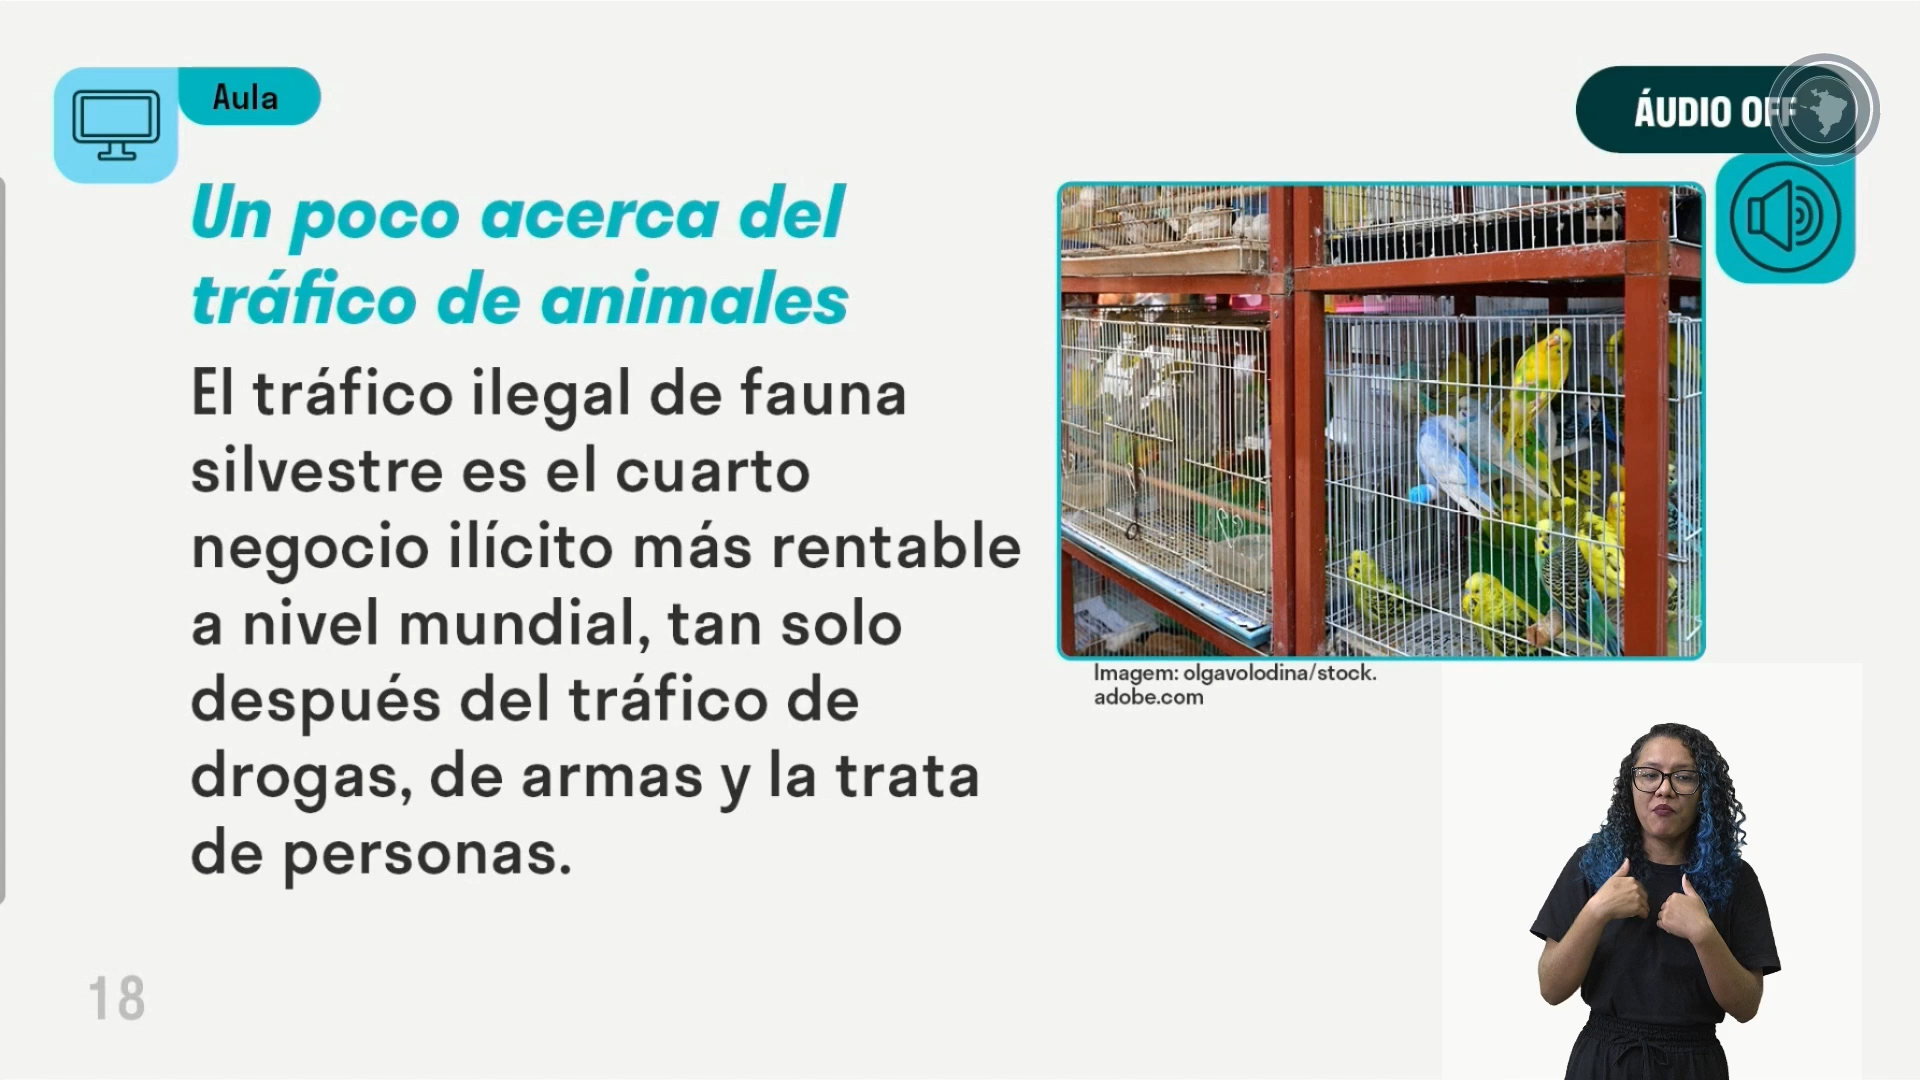 Aula
ÁUDIO OFF
Un poco acerca del
tráfico de animales
El tráfico ilegal de fauna
silvestre es el cuarto
negocio ilícito más rentable
a nivel mundial, tan solo
después del tráfico de
drogas, de armas y la trata
de personas.
Imagem: olgavolodina/stock.
adobe.com
18